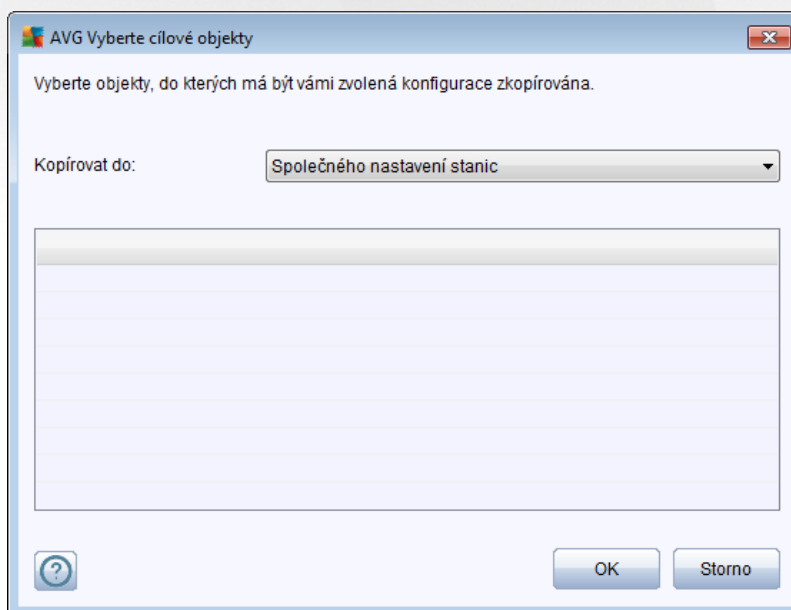 AVG Vyberte cílové objekty
Vyberte objekty, do kterých má být vámi zvolená konfigurace zkopírována.
Kopírovat do:
Společného nastavení stanic
?
OK
Storno